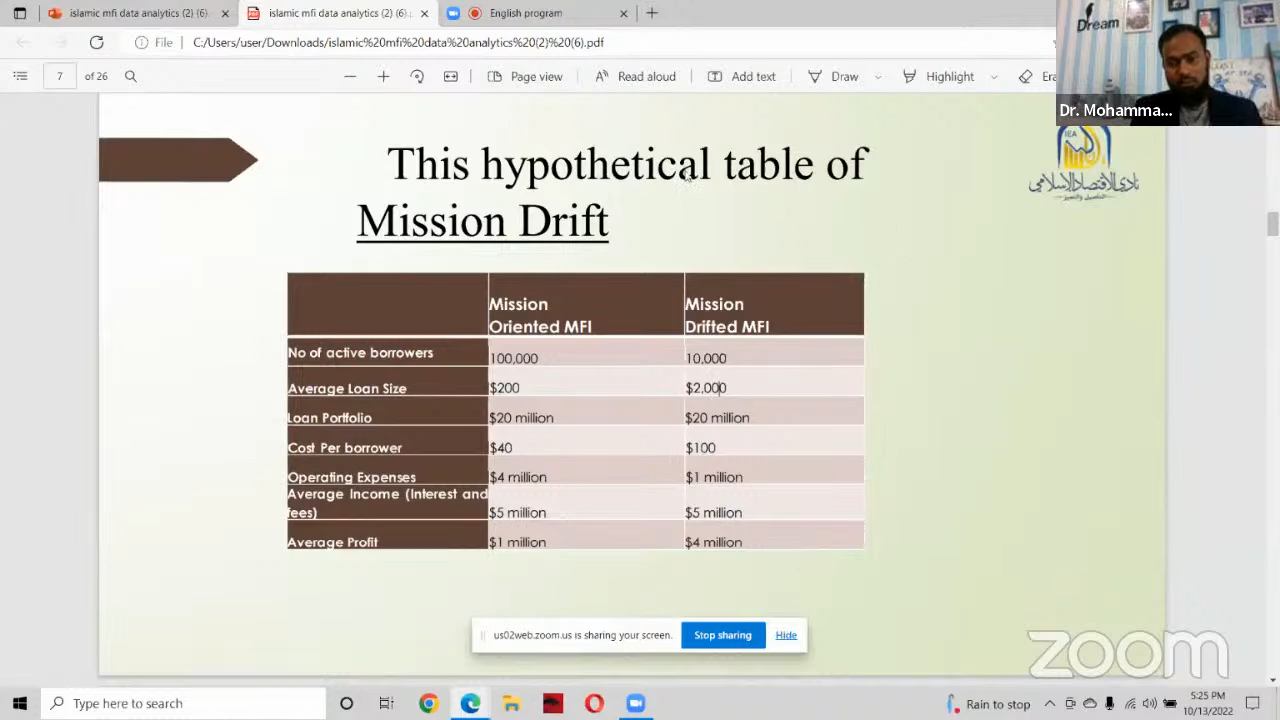 islamic mfi data analytics (2) (6)
islamic mfi data analytics (2) (6)
English program
File C:/Users/user/Downloads/islamic%20mfi%20data%20analytics%20(2)%20(6).pdf
7 of 26 Page view Read aloud Add text Draw Highlight Era
Dream
Dr. Mohamma...
IEA
نادي الاقتصاد الإسلامي
This hypothetical table of
Mission Drift
Mission Oriented MFI Mission Drifted MFI
No of active borrowers 100,000 10,000
Average Loan Size $200 $2,000
Loan Portfolio $20 million $20 million
Cost Per borrower $40 $100
Operating Expenses $4 million $1 million
Average Income (Interest and
fees) $5 million $5 million
Average Profit $1 million $4 million
us02web.zoom.us is sharing your screen. Stop sharing Hide
zoom
Type here to search
Rain to stop
5:25 PM
10/13/2022